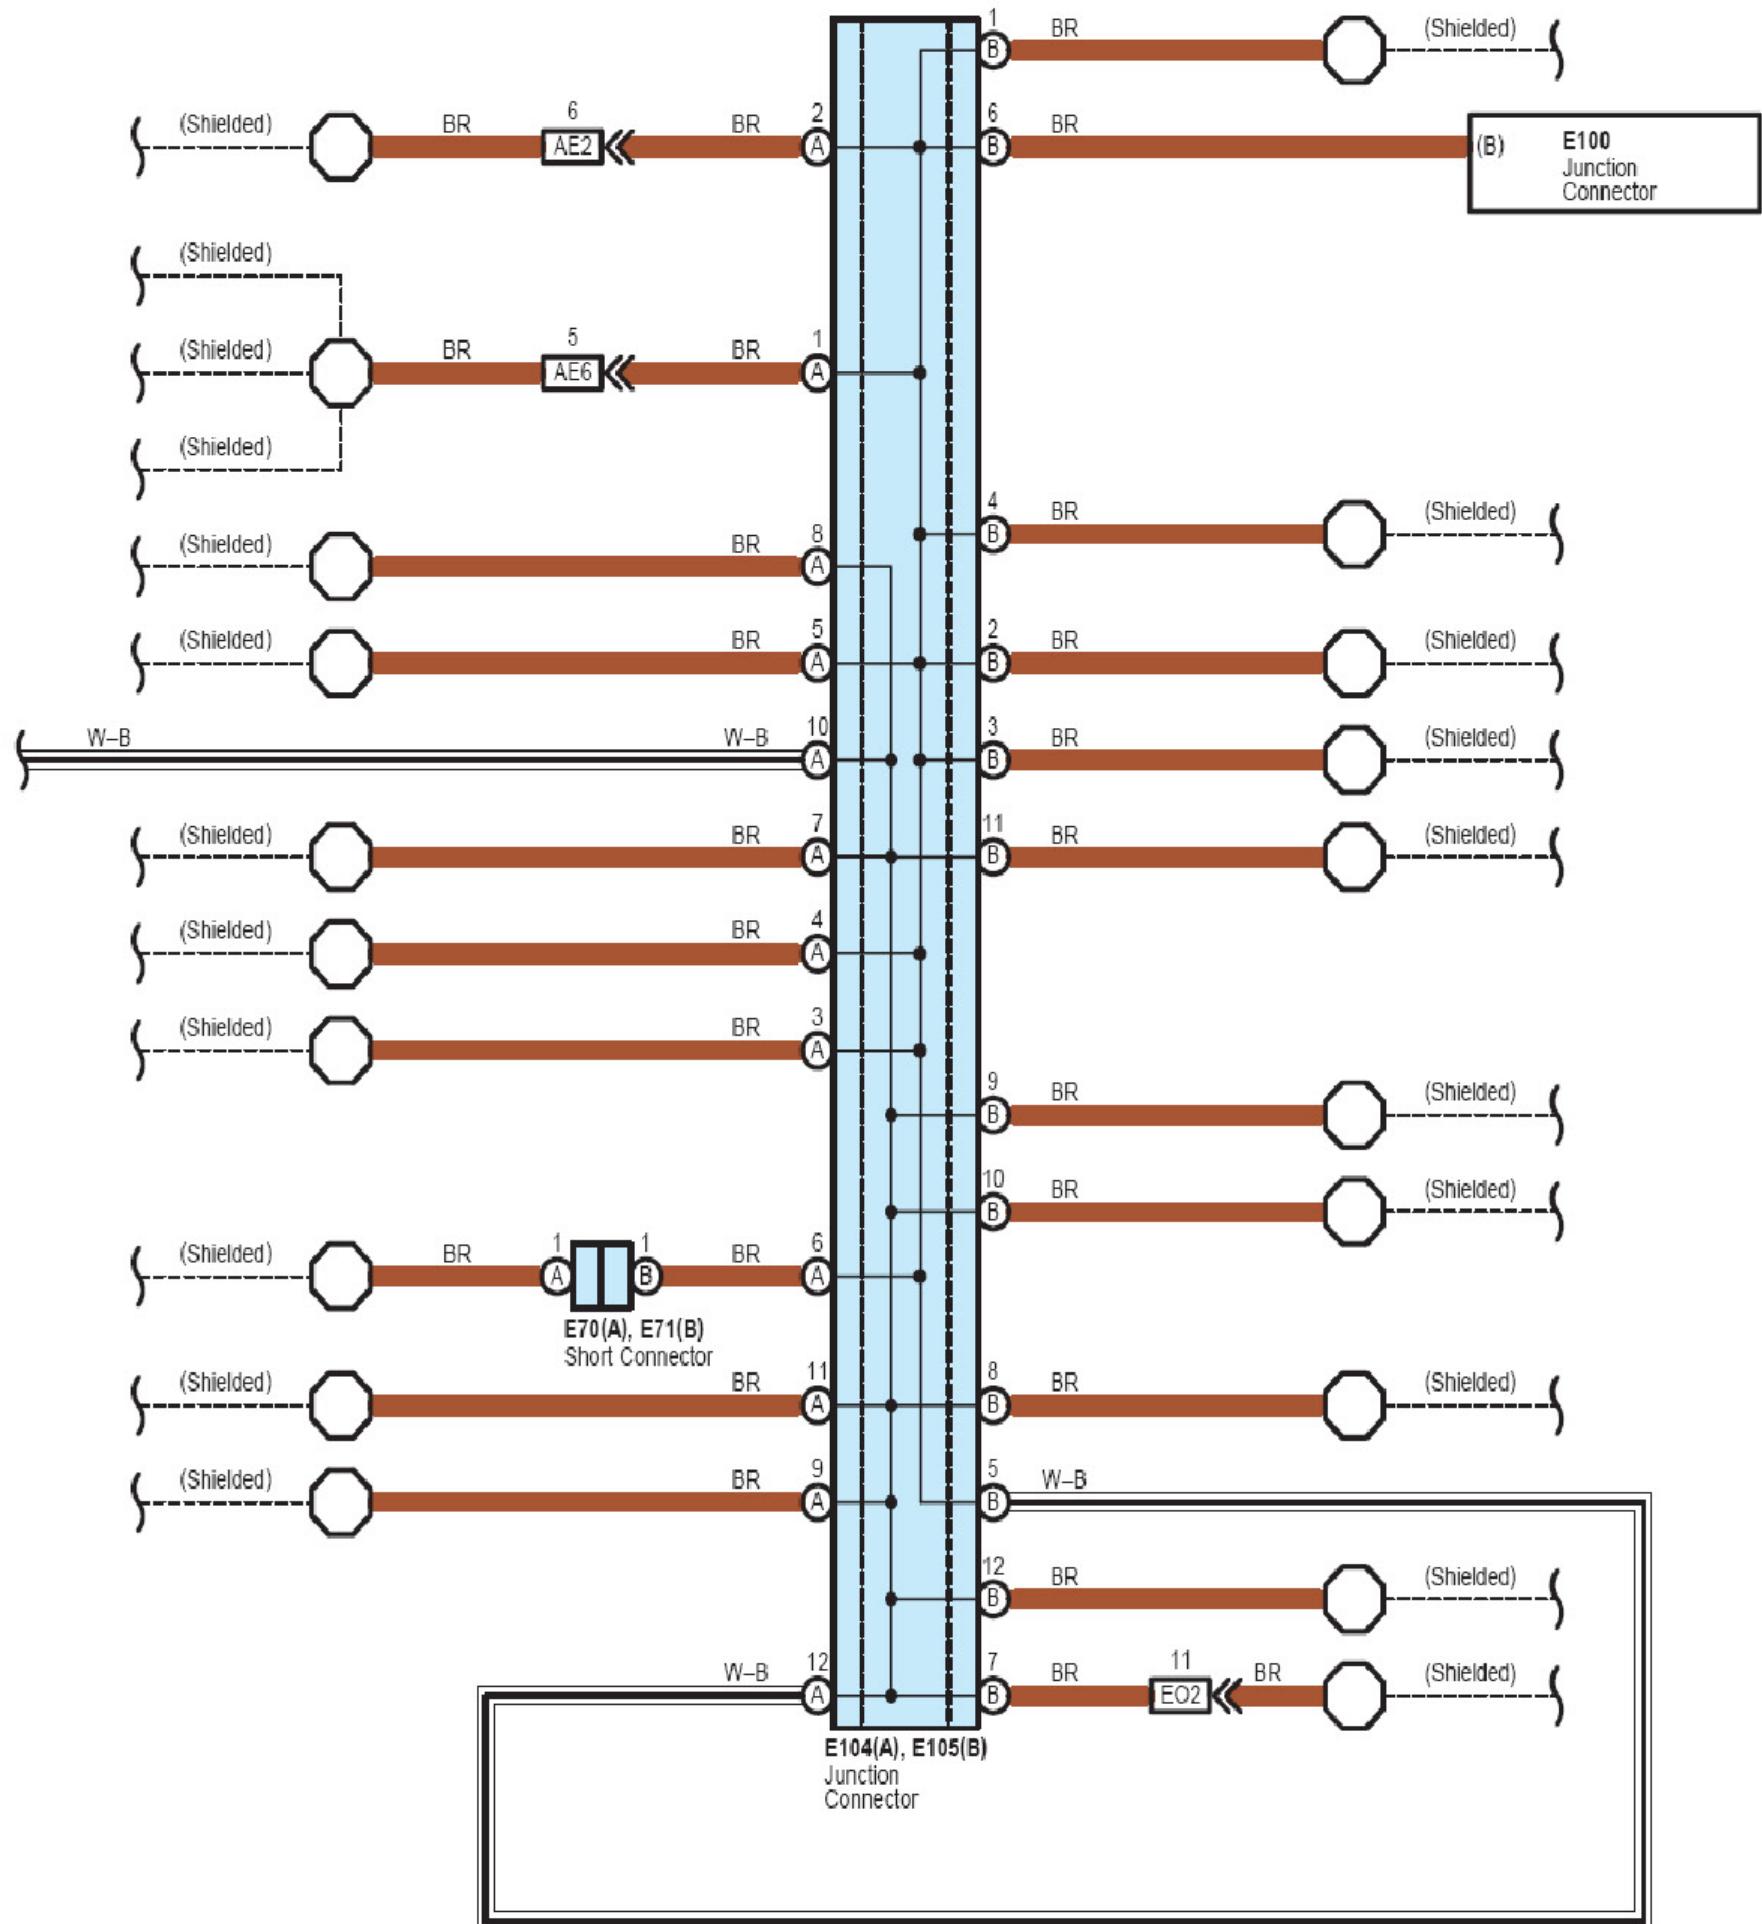 1 BR (Shielded)
(Shielded) BR 6 AE2 BR 2 A
6 B BR (B) E100
Junction
Connector
(Shielded)
(Shielded) BR 5 AE6 BR 1 A
(Shielded)
4 B BR (Shielded)
(Shielded) BR 8 A
(Shielded) BR 5 A 2 B BR (Shielded)
W–B W–B 10 A 3 B BR (Shielded)
(Shielded) BR 7 A 11 B BR (Shielded)
(Shielded) BR 4 A
(Shielded) BR 3 A
9 B BR (Shielded)
10 B BR (Shielded)
(Shielded) BR 1 A 1 B BR 6 A
E70(A), E71(B)
Short Connector
(Shielded) BR 11 A 8 B BR (Shielded)
(Shielded) BR 9 A 5 B W–B
12 B BR (Shielded)
W–B 12 A 7 B BR 11 EO2 BR (Shielded)
E104(A), E105(B)
Junction
Connector